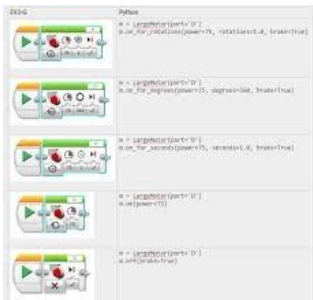 EV3-G
Python
m = LargeMotor(port='D')
m.on_for_rotations(power=75, rotations=1.0, brake=True)
m = LargeMotor(port='D')
m.on_for_degrees(power=75, degrees=360, brake=True)
m = LargeMotor(port='D')
m.on_for_seconds(power=75, seconds=1.0, brake=True)
m = LargeMotor(port='D')
m.on(power=75)
m = LargeMotor(port='D')
m.off(brake=True)